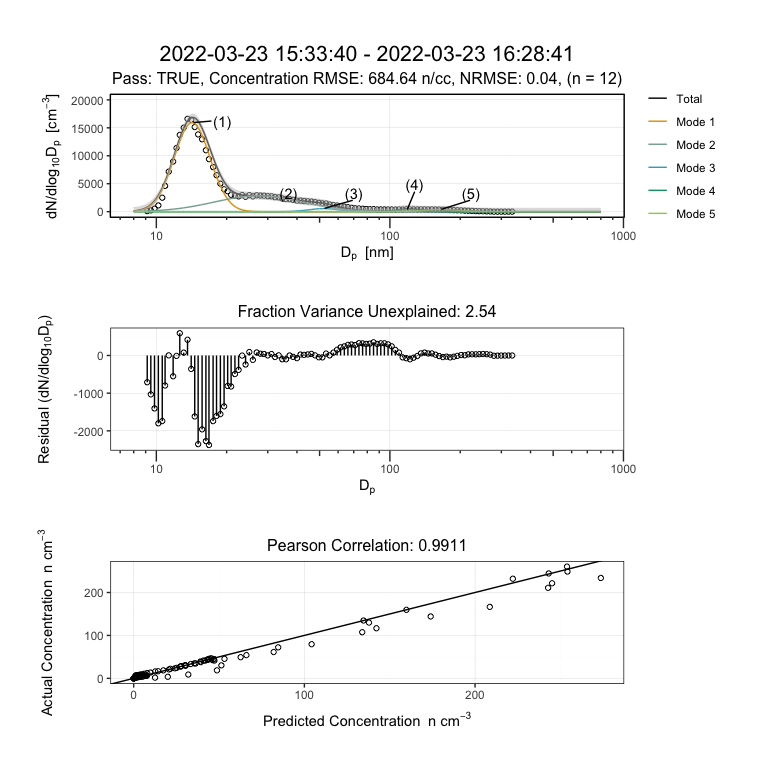 2022-03-23 15:33:40 - 2022-03-23 16:28:41
Pass: TRUE, Concentration RMSE: 684.64 n/cc, NRMSE: 0.04, (n = 12)
dN/dlog₁₀Dₚ [cm⁻³]
20000
15000
10000
5000
0
(1)
(2)
(3)
(4)
(5)
10
100
1000
Dₚ [nm]
Total
Mode 1
Mode 2
Mode 3
Mode 4
Mode 5
Fraction Variance Unexplained: 2.54
Residual (dN/dlog₁₀Dₚ)
0
-1000
-2000
10
100
1000
Dₚ
Pearson Correlation: 0.9911
Actual Concentration n cm⁻³
200
100
0
0
100
200
Predicted Concentration n cm⁻³